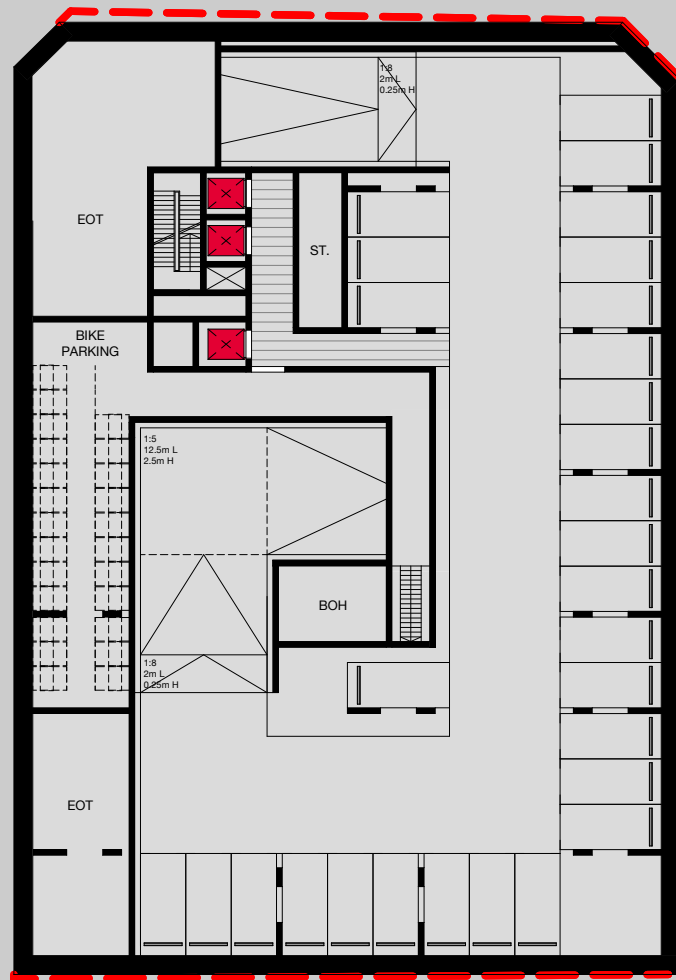 1:8
2m L
0.25m H
EOT
ST.
BIKE
PARKING
1:5
12.5m L
2.5m H
BOH
1:8
2m L
0.25m H
EOT